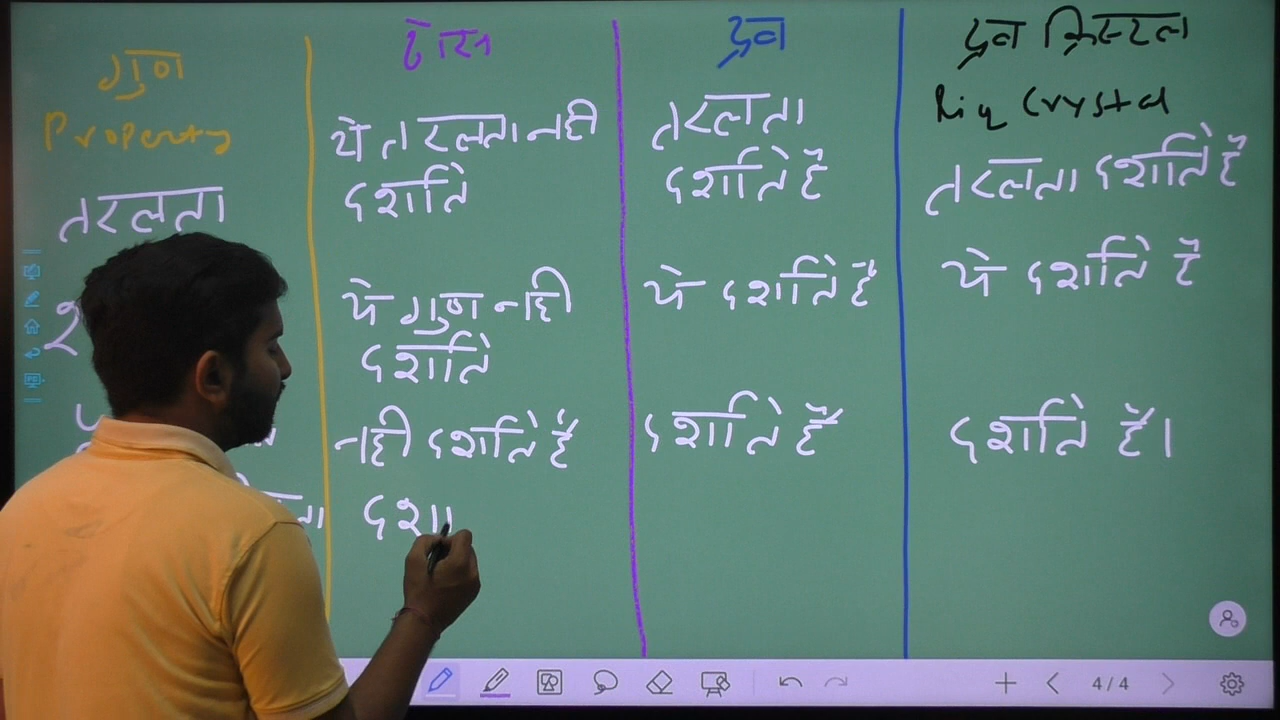 गुण
Property
तरलता
ठोस
ये तरलता नही
दर्शाते
ये गुण नही
दर्शाते
नही दर्शाते हैं
दशा
द्रव
तरलता
दर्शाते हैं
ये दर्शाते हैं
दर्शाते हैं
द्रव क्रिस्टल
Liq Crystal
तरलता दर्शाते हैं
ये दर्शाते हैं
दर्शाते हैं।
4/4